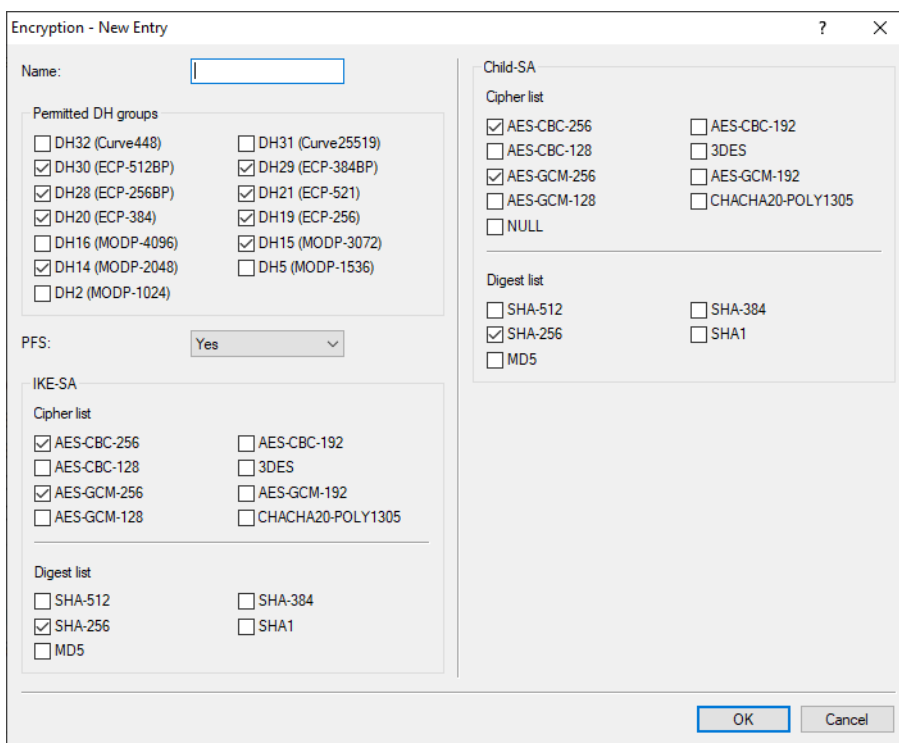 Encryption - New Entry
?
Name:
Permitted DH groups
DH32 (Curve448) DH31 (Curve25519)
DH30 (ECP-512BP) DH29 (ECP-384BP)
DH28 (ECP-256BP) DH21 (ECP-521)
DH20 (ECP-384) DH19 (ECP-256)
DH16 (MODP-4096) DH15 (MODP-3072)
DH14 (MODP-2048) DH5 (MODP-1536)
DH2 (MODP-1024)
PFS: Yes
IKE-SA
Cipher list
AES-CBC-256 AES-CBC-192
AES-CBC-128 3DES
AES-GCM-256 AES-GCM-192
AES-GCM-128 CHACHA20-POLY1305
Digest list
SHA-512 SHA-384
SHA-256 SHA1
MD5
Child-SA
Cipher list
AES-CBC-256 AES-CBC-192
AES-CBC-128 3DES
AES-GCM-256 AES-GCM-192
AES-GCM-128 CHACHA20-POLY1305
NULL
Digest list
SHA-512 SHA-384
SHA-256 SHA1
MD5
OK Cancel